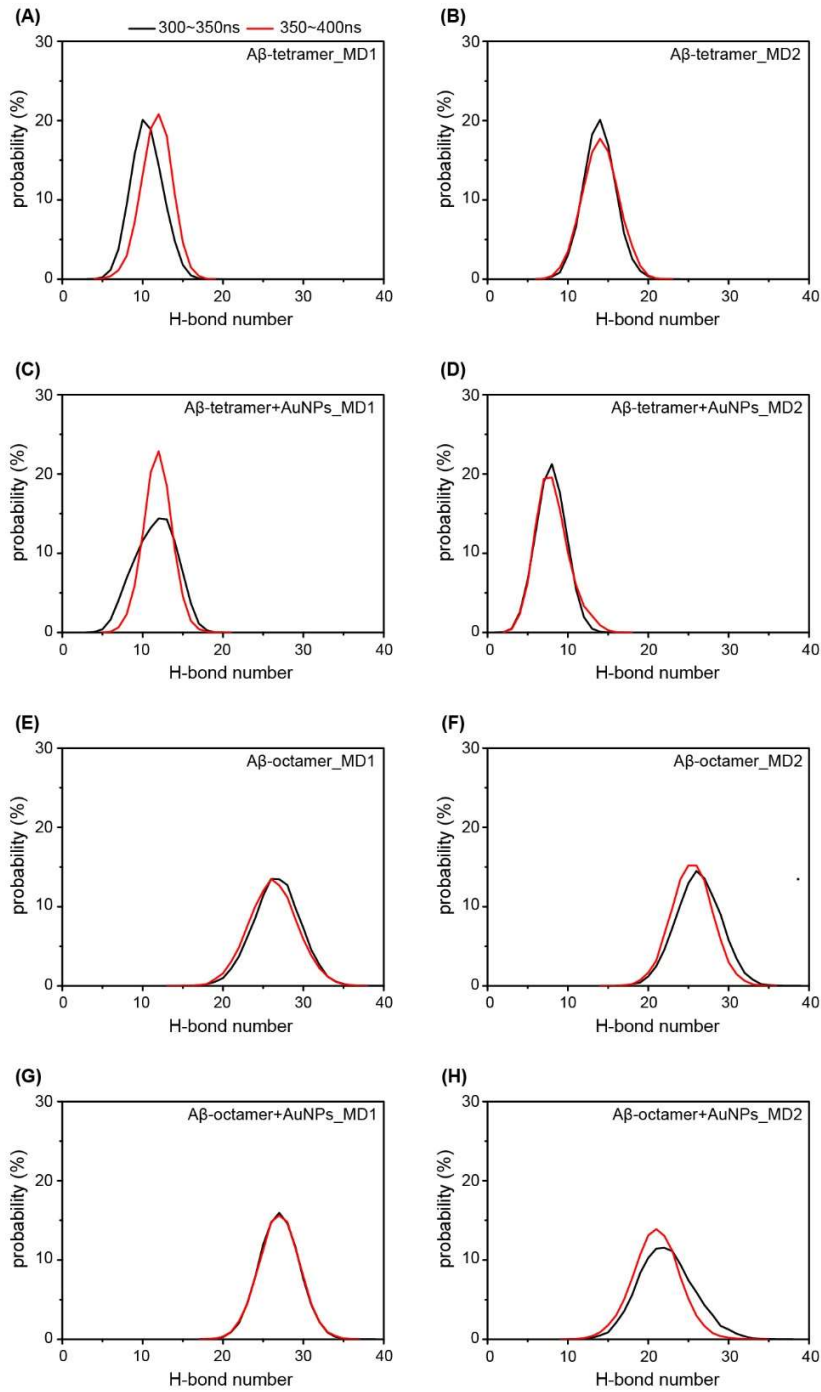 (A)
300~350ns 350~400ns
30
Aβ-tetramer_MD1
20
10
0
probability (%)
0 10 20 30 40
H-bond number
(B)
30
Aβ-tetramer_MD2
20
10
0
probability (%)
0 10 20 30 40
H-bond number
(C)
30
Aβ-tetramer+AuNPs_MD1
20
10
0
probability (%)
0 10 20 30 40
H-bond number
(D)
30
Aβ-tetramer+AuNPs_MD2
20
10
0
probability (%)
0 10 20 30 40
H-bond number
(E)
30
Aβ-octamer_MD1
20
10
0
probability (%)
0 10 20 30 40
H-bond number
(F)
30
Aβ-octamer_MD2
20
10
0
probability (%)
0 10 20 30 40
H-bond number
(G)
30
Aβ-octamer+AuNPs_MD1
20
10
0
probability (%)
0 10 20 30 40
H-bond number
(H)
30
Aβ-octamer+AuNPs_MD2
20
10
0
probability (%)
0 10 20 30 40
H-bond number